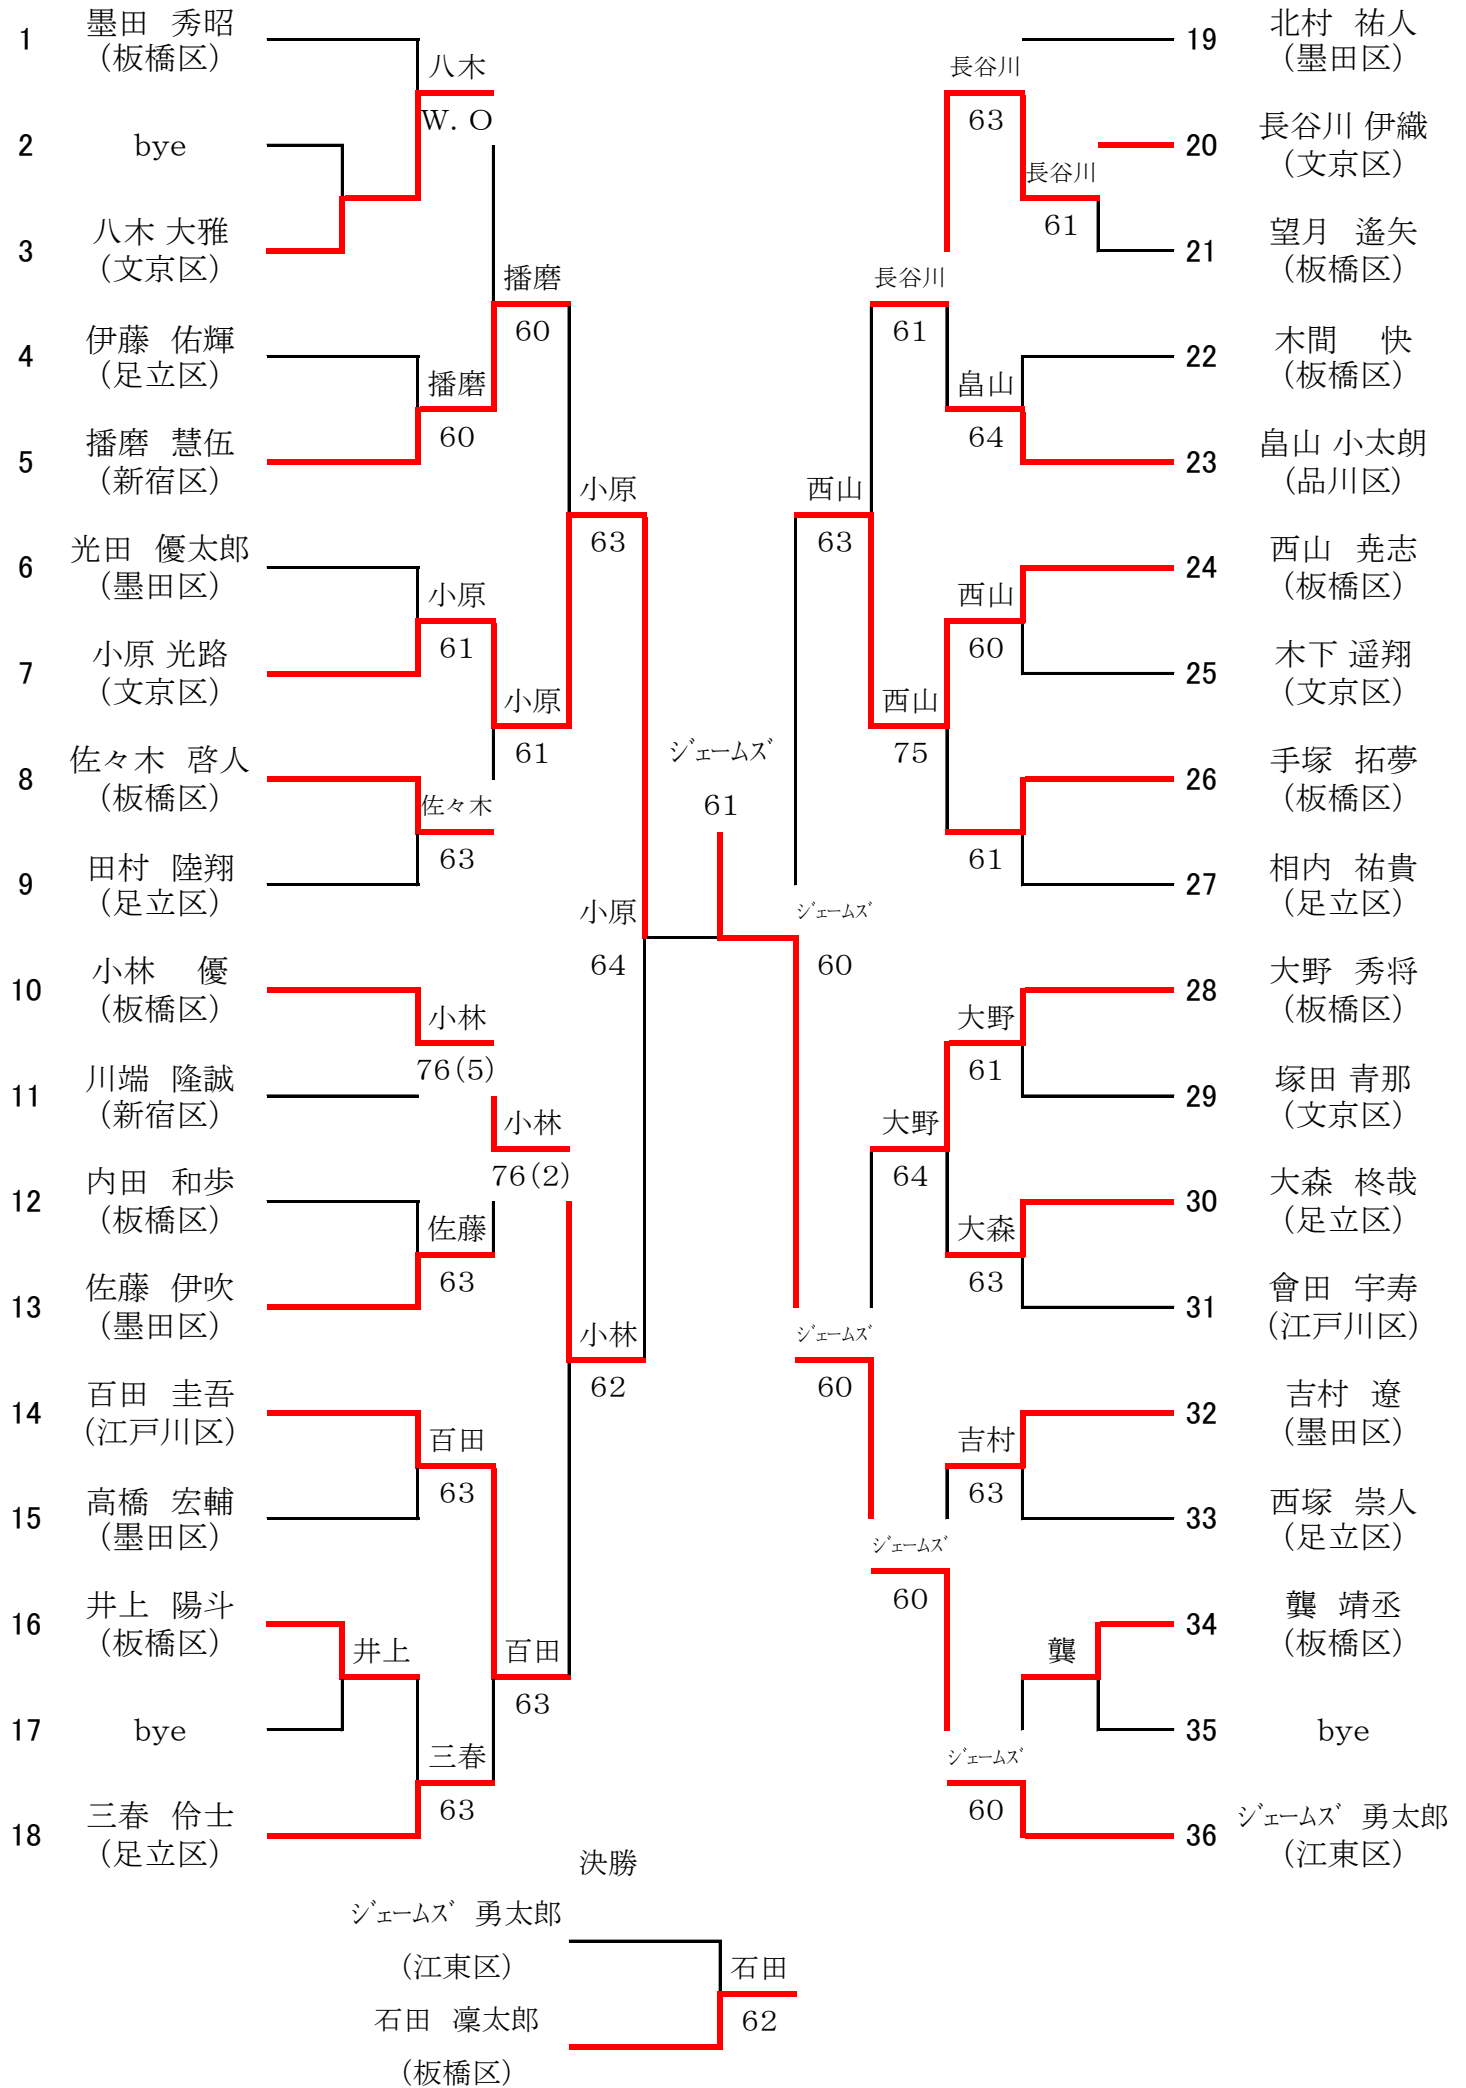 1 墨田 秀昭
(板橋区)
2 bye
3 八木 大雅
(文京区)
4 伊藤 佑輝
(足立区)
5 播磨 慧伍
(新宿区)
6 光田 優太郎
(墨田区)
7 小原 光路
(文京区)
8 佐々木 啓人
(板橋区)
9 田村 陸翔
(足立区)
10 小林 優
(板橋区)
11 川端 隆誠
(新宿区)
12 内田 和歩
(板橋区)
13 佐藤 伊吹
(墨田区)
14 百田 圭吾
(江戸川区)
15 高橋 宏輔
(墨田区)
16 井上 陽斗
(板橋区)
17 bye
18 三春 伶士
(足立区)
井上
八木
W.O
播磨
60
小原
61
佐々木
63
小林
76(5)
佐藤
63
百田
63
三春
63
播磨
60
小原
61
小林
76(2)
百田
63
小原
63
小林
62
小原
64
ジェームズ
61
ジェームズ
60
西山
63
ジェームズ
60
長谷川
61
西山
75
大野
64
ジェームズ
60
長谷川
63
畠山
64
西山
60
61
大野
61
大森
63
吉村
63
ジェームズ
60
長谷川
61
龔
19 北村 祐人
(墨田区)
20 長谷川 伊織
(文京区)
21 望月 遙矢
(板橋区)
22 木間 快
(板橋区)
23 畠山 小太朗
(品川区)
24 西山 尭志
(板橋区)
25 木下 遥翔
(文京区)
26 手塚 拓夢
(板橋区)
27 相内 祐貴
(足立区)
28 大野 秀将
(板橋区)
29 塚田 青那
(文京区)
30 大森 柊哉
(足立区)
31 會田 宇寿
(江戸川区)
32 吉村 遼
(墨田区)
33 西塚 崇人
(足立区)
34 龔 靖丞
(板橋区)
35 bye
36 ジェームズ 勇太郎
(江東区)
決勝
ジェームズ 勇太郎
(江東区)
石田 凜太郎
(板橋区)
石田
62